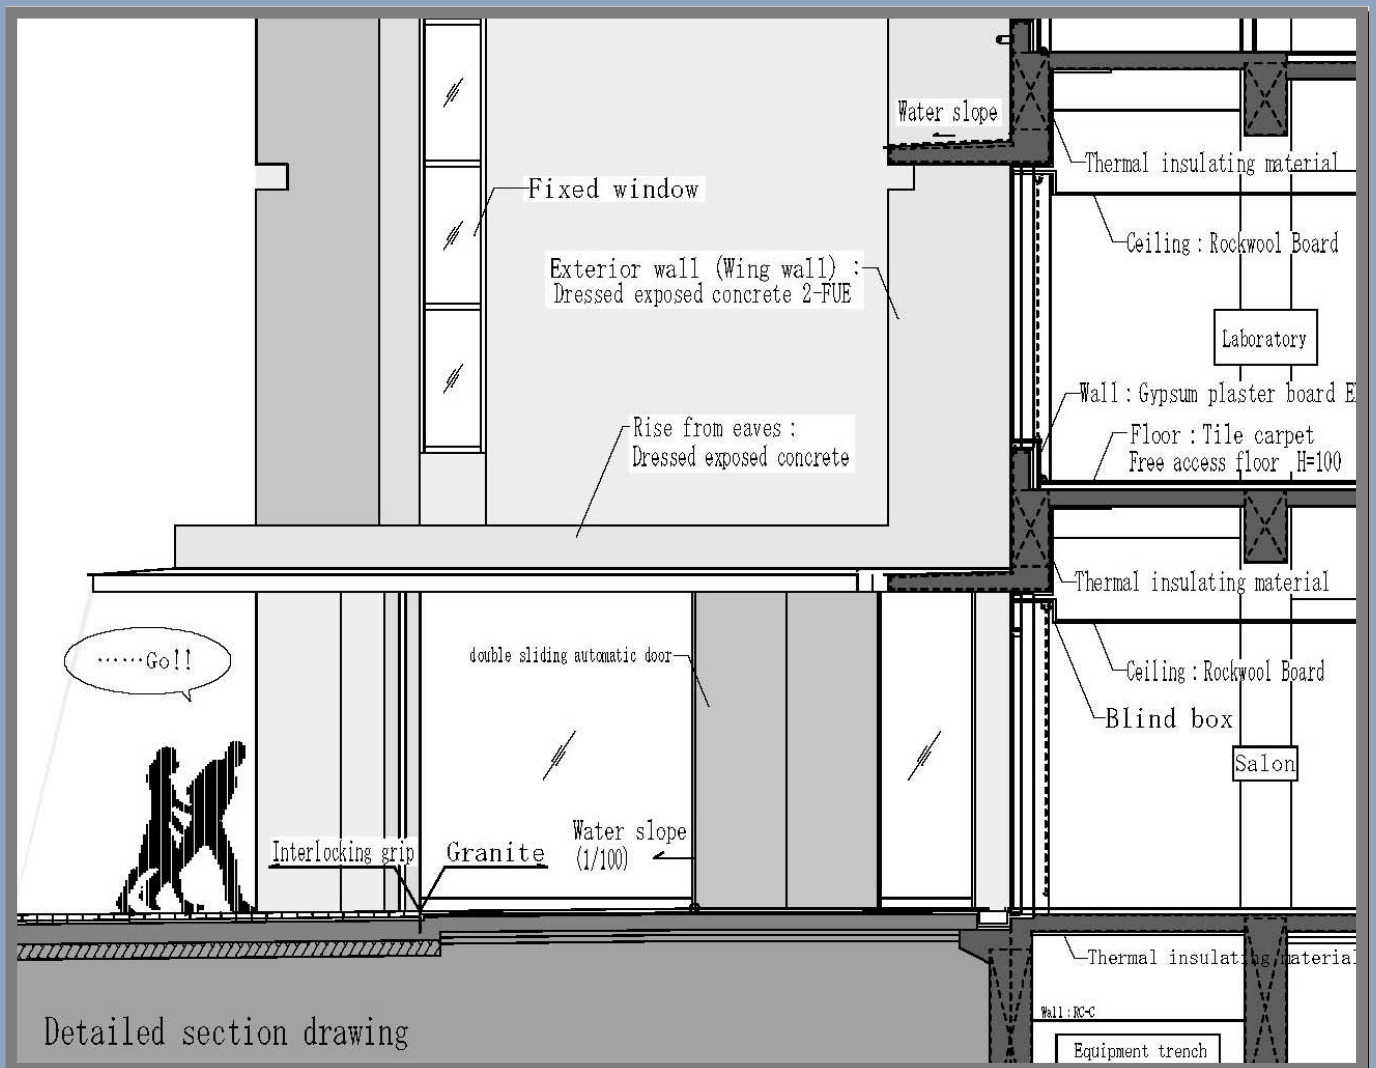 Water slope
Thermal insulating material
Fixed window
Ceiling : Rockwool Board
Exterior wall (Wing wall) :
Dressed exposed concrete 2-FUE
Laboratory
Wall : Gypsum plaster board
Rise from eaves :
Dressed exposed concrete
Floor : Tile carpet
Free access floor H=100
Thermal insulating material
······Go!!
double sliding automatic door
Ceiling : Rockwool Board
Blind box
Salon
Interlocking grip
Granite
Water slope
(1/100)
Thermal insulating material
Wall : RC-C
Detailed section drawing
Equipment trench